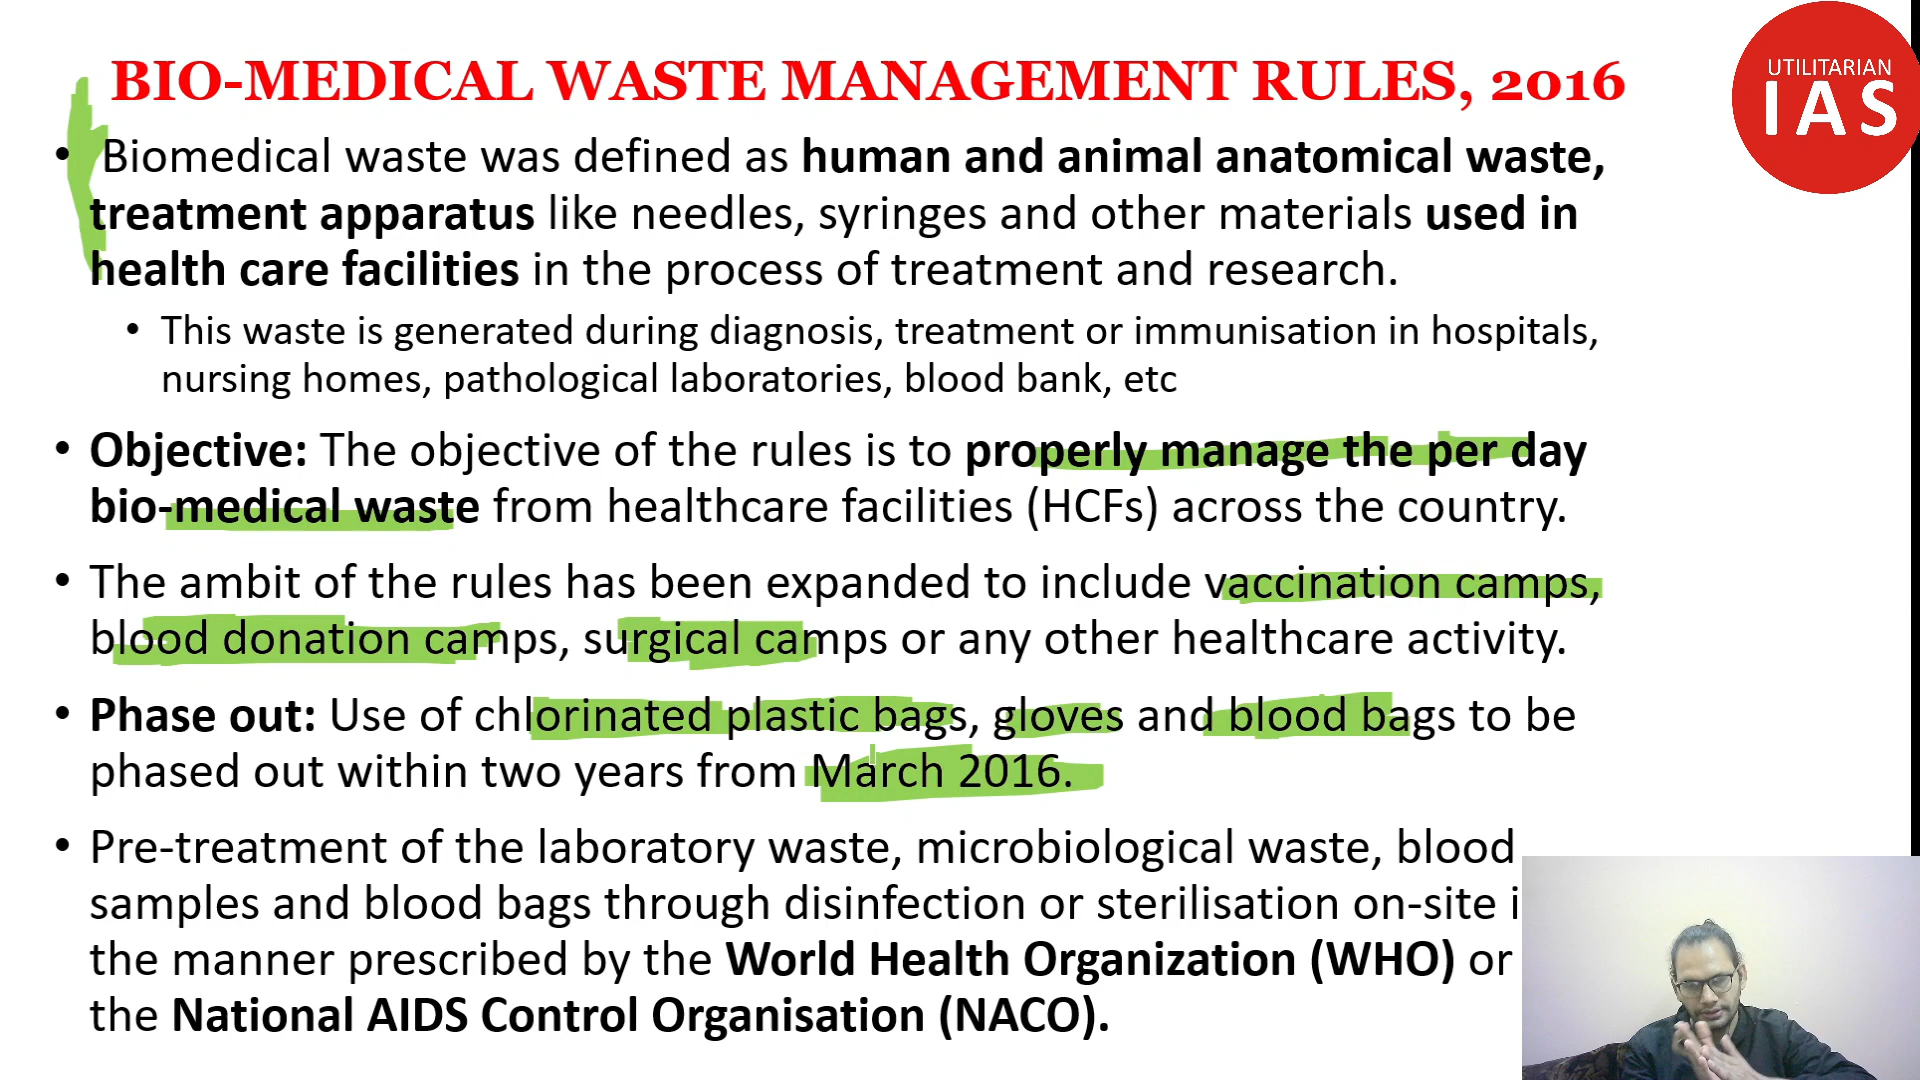 BIO-MEDICAL WASTE MANAGEMENT RULES, 2016
UTILITARIAN
IAS
• Biomedical waste was defined as human and animal anatomical waste,
treatment apparatus like needles, syringes and other materials used in
health care facilities in the process of treatment and research.
• This waste is generated during diagnosis, treatment or immunisation in hospitals,
nursing homes, pathological laboratories, blood bank, etc
• Objective: The objective of the rules is to properly manage the per day
bio-medical waste from healthcare facilities (HCFs) across the country.
• The ambit of the rules has been expanded to include vaccination camps,
blood donation camps, surgical camps or any other healthcare activity.
• Phase out: Use of chlorinated plastic bags, gloves and blood bags to be
phased out within two years from March 2016.
• Pre-treatment of the laboratory waste, microbiological waste, blood
samples and blood bags through disinfection or sterilisation on-site
the manner prescribed by the World Health Organization (WHO) or
the National AIDS Control Organisation (NACO).